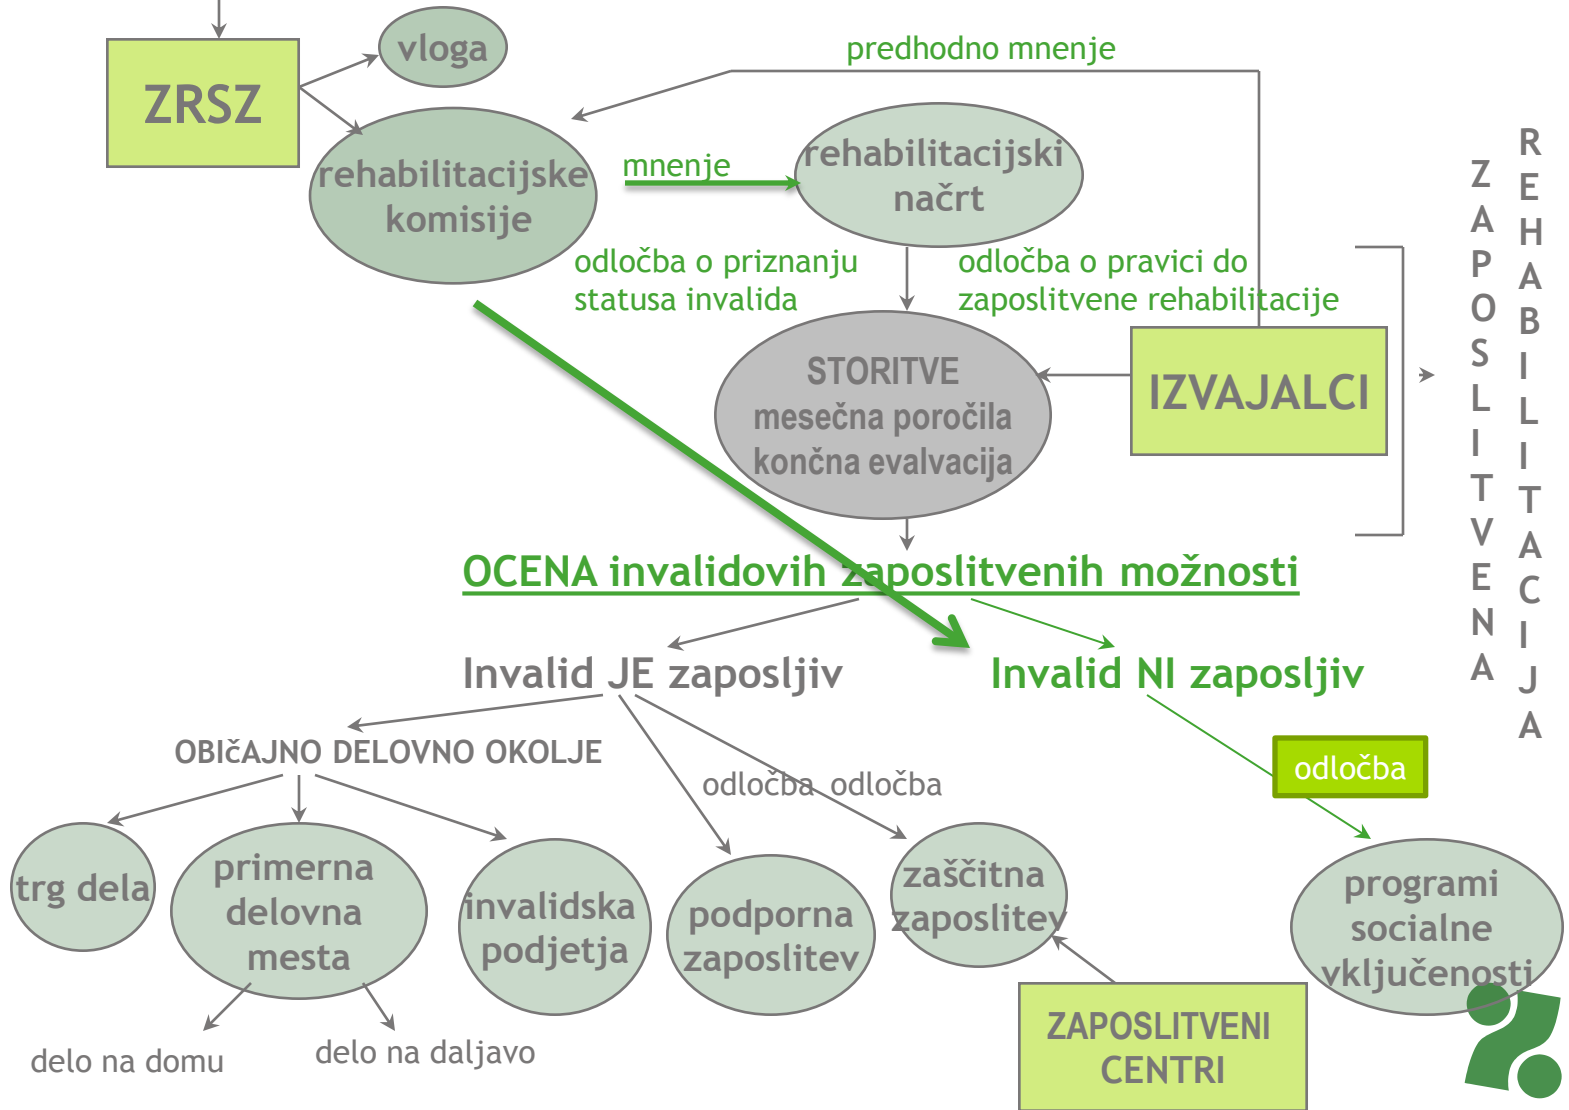 vloga
predhodno mnenje
ZRSZ
rehabilitacijske
komisije
mnenje
rehabilitacijski
načrt
odločba o priznanju
statusa invalida
odločba o pravici do
zaposlitvene rehabilitacije
STORITVE
mesečna poročila
končna evalvacija
IZVAJALCI
ZAPOSLITVENA
REHABILITACIJA
OCENA invalidovih zaposlitvenih možnosti
Invalid JE zaposljiv
Invalid NI zaposljiv
OBIčAJNO DELOVNO OKOLJE
odločba odločba
odločba
trg dela
primerna
delovna
mesta
invalidska
podjetja
podporna
zaposlitev
zaščitna
zaposlitev
programi
socialne
vključenosti
delo na domu
delo na daljavo
ZAPOSLITVENI
CENTRI